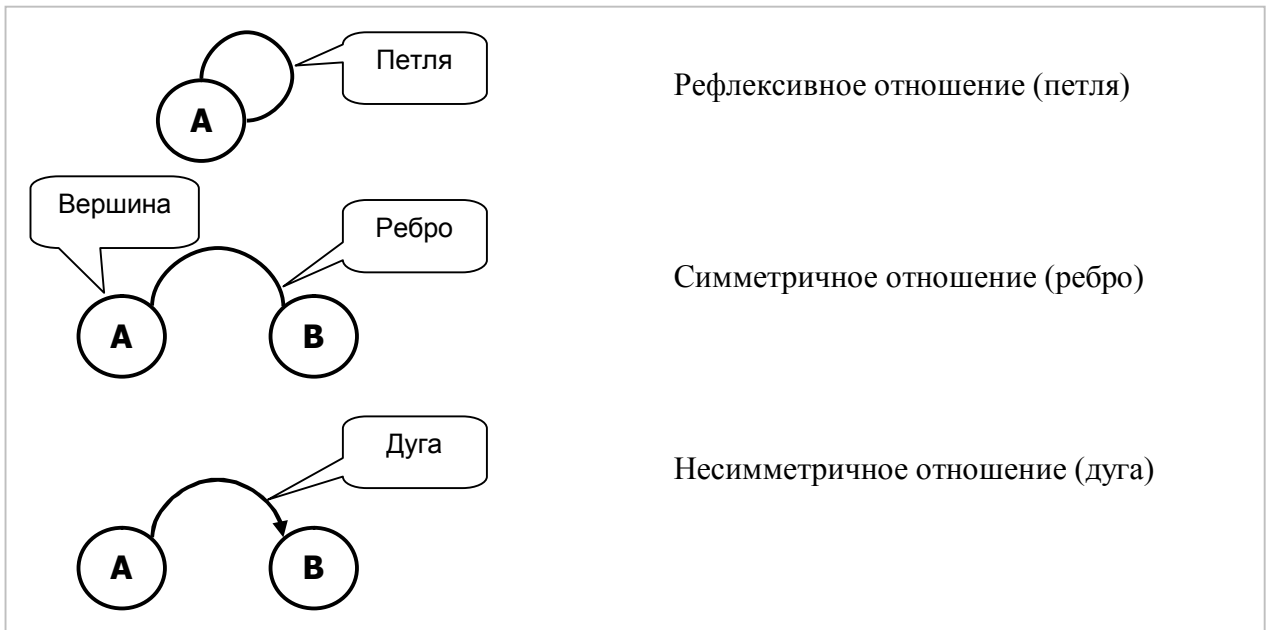 Петля
A
Рефлексивное отношение (петля)
Вершина
Ребро
A
B
Симметричное отношение (ребро)
Дуга
A
B
Несимметричное отношение (дуга)